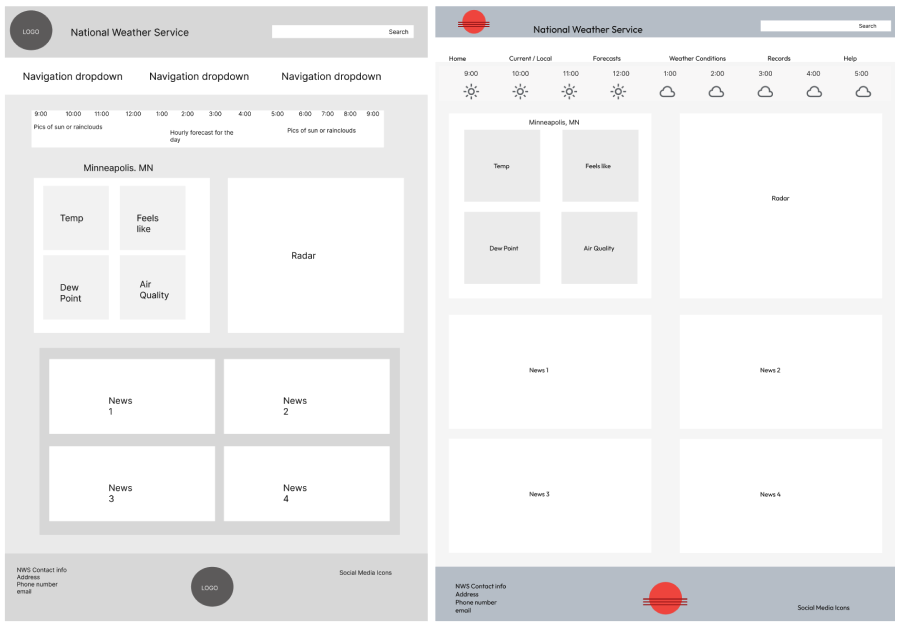 LOGO
National Weather Service
Search
Navigation dropdown Navigation dropdown Navigation dropdown
9:00 10:00 11:00 12:00 1:00 2:00 3:00 4:00 5:00 6:00 7:00 8:00 9:00
Pics of sun or rainclouds
Hourly forecast for the
day
Pics of sun or rainclouds
Minneapolis. MN
Temp
Feels
like
Dew
Point
Air
Quality
Radar
News
1
News
2
News
3
News
4
NWS Contact info
Address
Phone number
email
LOGO
Social Media Icons
National Weather Service
Search
Home Current / Local Forecasts Weather Conditions Records Help
9:00 10:00 11:00 12:00 1:00 2:00 3:00 4:00 5:00
Minneapolis, MN
Temp
Feels like
Dew Point
Air Quality
Radar
News 1
News 2
News 3
News 4
NWS Contact info
Address
Phone number
email
Social Media Icons